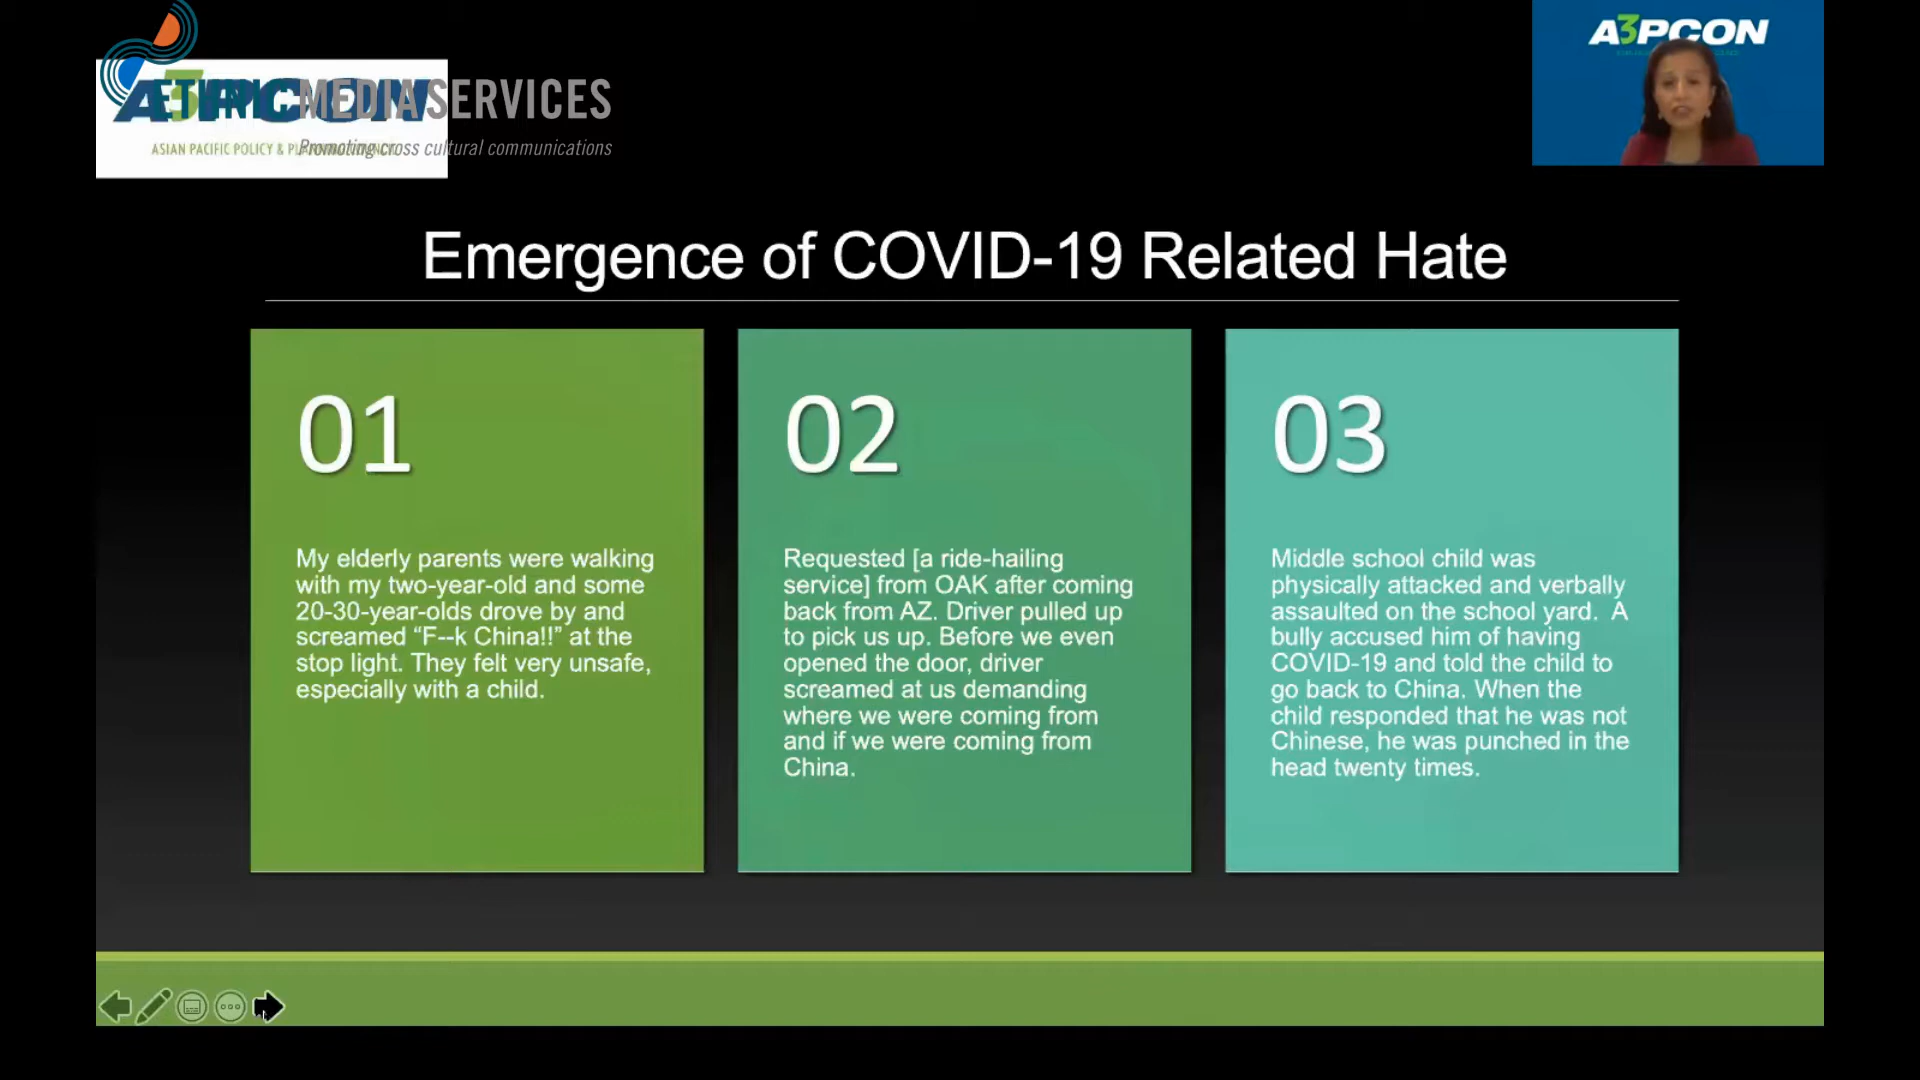 A3PCON
ETHNIC MEDIA SERVICES
A3PCON
ASIAN PACIFIC POLICY &
Promoting cross cultural communications
Emergence of COVID-19 Related Hate
01
My elderly parents were walking
with my two-year-old and some
20-30-year-olds drove by and
screamed “F--k China!!” at the
stop light. They felt very unsafe,
especially with a child.
02
Requested [a ride-hailing
service] from OAK after coming
back from AZ. Driver pulled up
to pick us up. Before we even
opened the door, driver
screamed at us demanding
where we were coming from
and if we were coming from
China.
03
Middle school child was
physically attacked and verbally
assaulted on the school yard.  A
bully accused him of having
COVID-19 and told the child to
go back to China. When the
child responded that he was not
Chinese, he was punched in the
head twenty times.